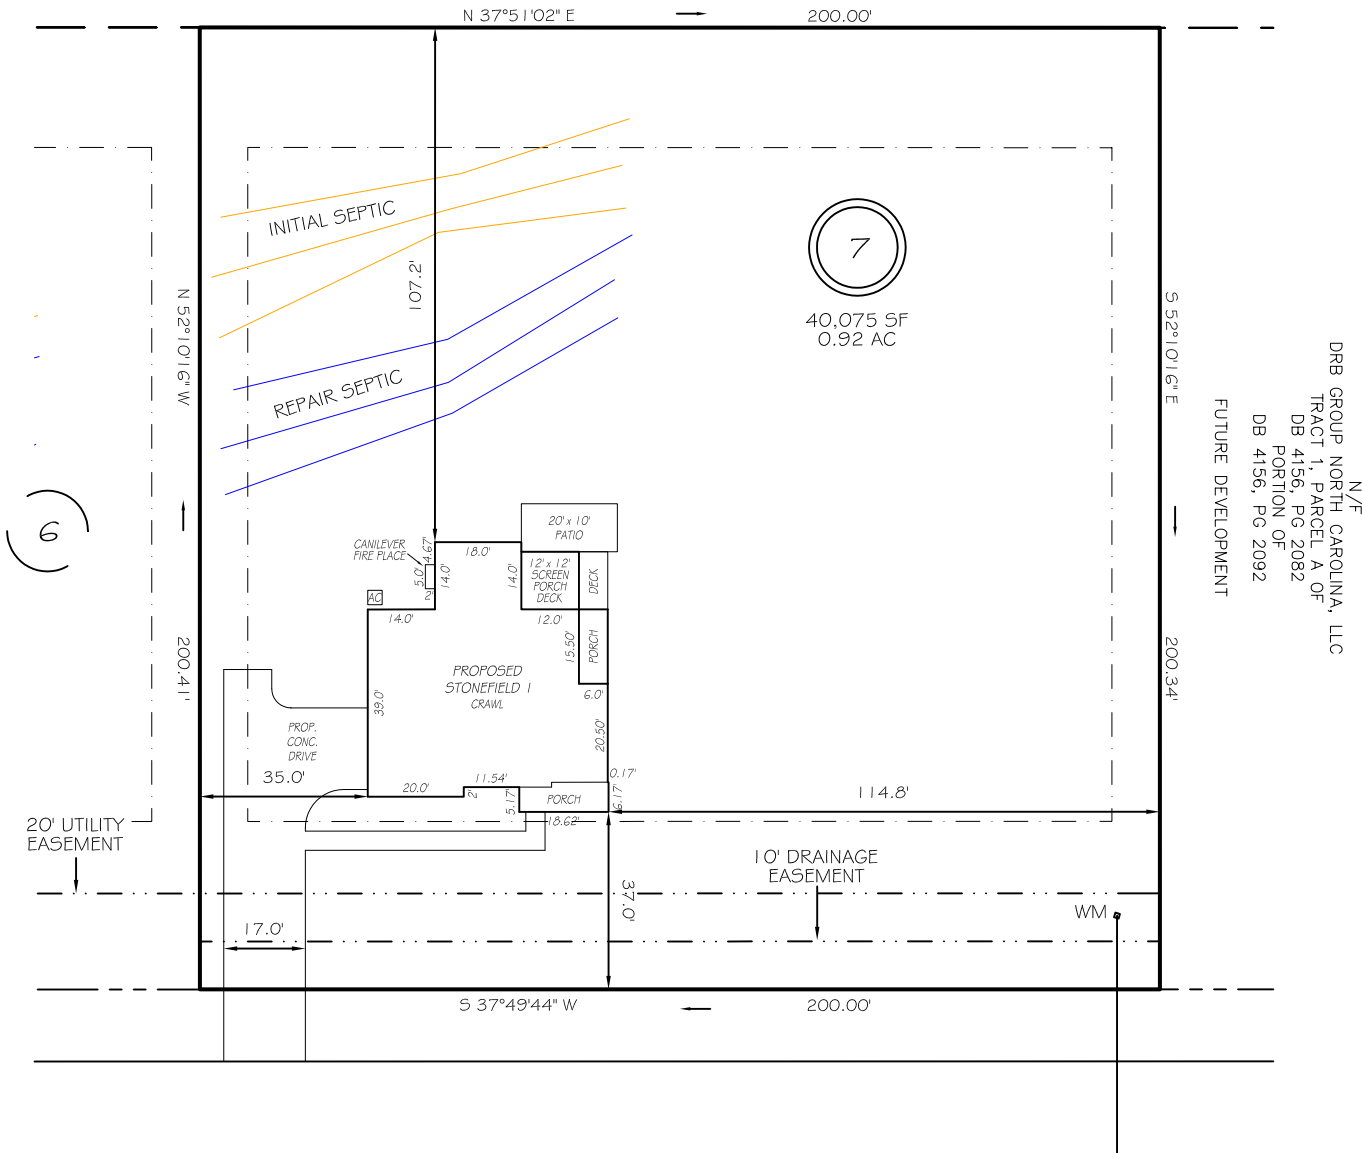 N 37°51'02" E
200.00'
INITIAL SEPTIC
107.2'
7
40,075 SF
0.92 AC
N 52°10'16" W
200.41'
S 52°10'16" E
200.34'
N/F
DRB GROUP NORTH CAROLINA, LLC
TRACT 1, PARCEL A OF
DB 4156, PG 2082
PORTION OF
DB 4156, PG 2092
FUTURE DEVELOPMENT
REPAIR SEPTIC
6
20' x 10'
PATIO
CANILEVER
FIRE PLACE
4.67'
5.0'
2'
14.0'
18.0'
14.0'
12' x 12'
SCREEN
PORCH
DECK
DECK
AC
14.0'
12.0'
15.50'
PORCH
6.0'
PROPOSED
STONEFIELD 1
CRAWL
39.0'
20.50'
PROP.
CONC.
DRIVE
35.0'
20.0'
11.54'
2'
5.17'
PORCH
18.62'
0.17'
6.17'
114.8'
20' UTILITY
EASEMENT
10' DRAINAGE
EASEMENT
37.0'
WM
17.0'
S 37°49'44" W
200.00'